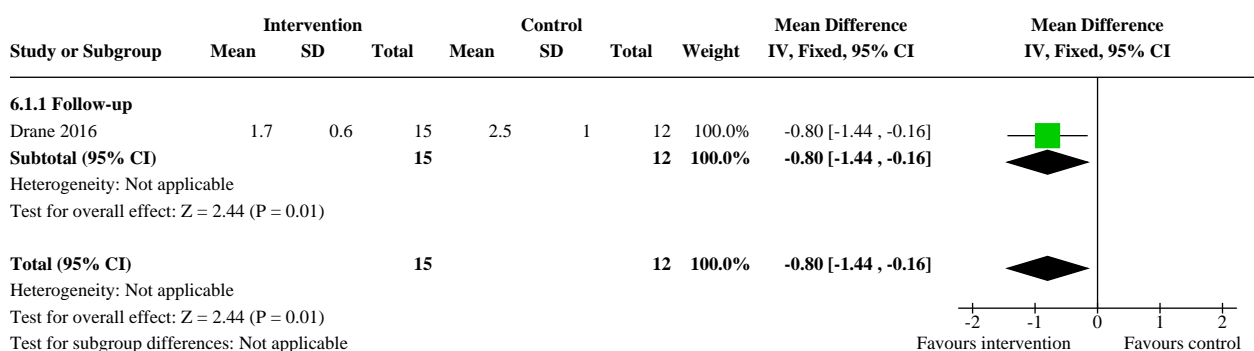 Intervention Control Mean Difference Mean Difference
Study or Subgroup Mean SD Total Mean SD Total Weight IV, Fixed, 95% CI IV, Fixed, 95% CI
6.1.1 Follow-up
Drane 2016 1.7 0.6 15 2.5 1 12 100.0% -0.80 [-1.44 , -0.16]
Subtotal (95% CI) 15 12 100.0% -0.80 [-1.44 , -0.16]
Heterogeneity: Not applicable
Test for overall effect: Z = 2.44 (P = 0.01)
Total (95% CI) 15 12 100.0% -0.80 [-1.44 , -0.16]
Heterogeneity: Not applicable
Test for overall effect: Z = 2.44 (P = 0.01)
-2 -1 0 1 2
Test for subgroup differences: Not applicable Favours intervention Favours control